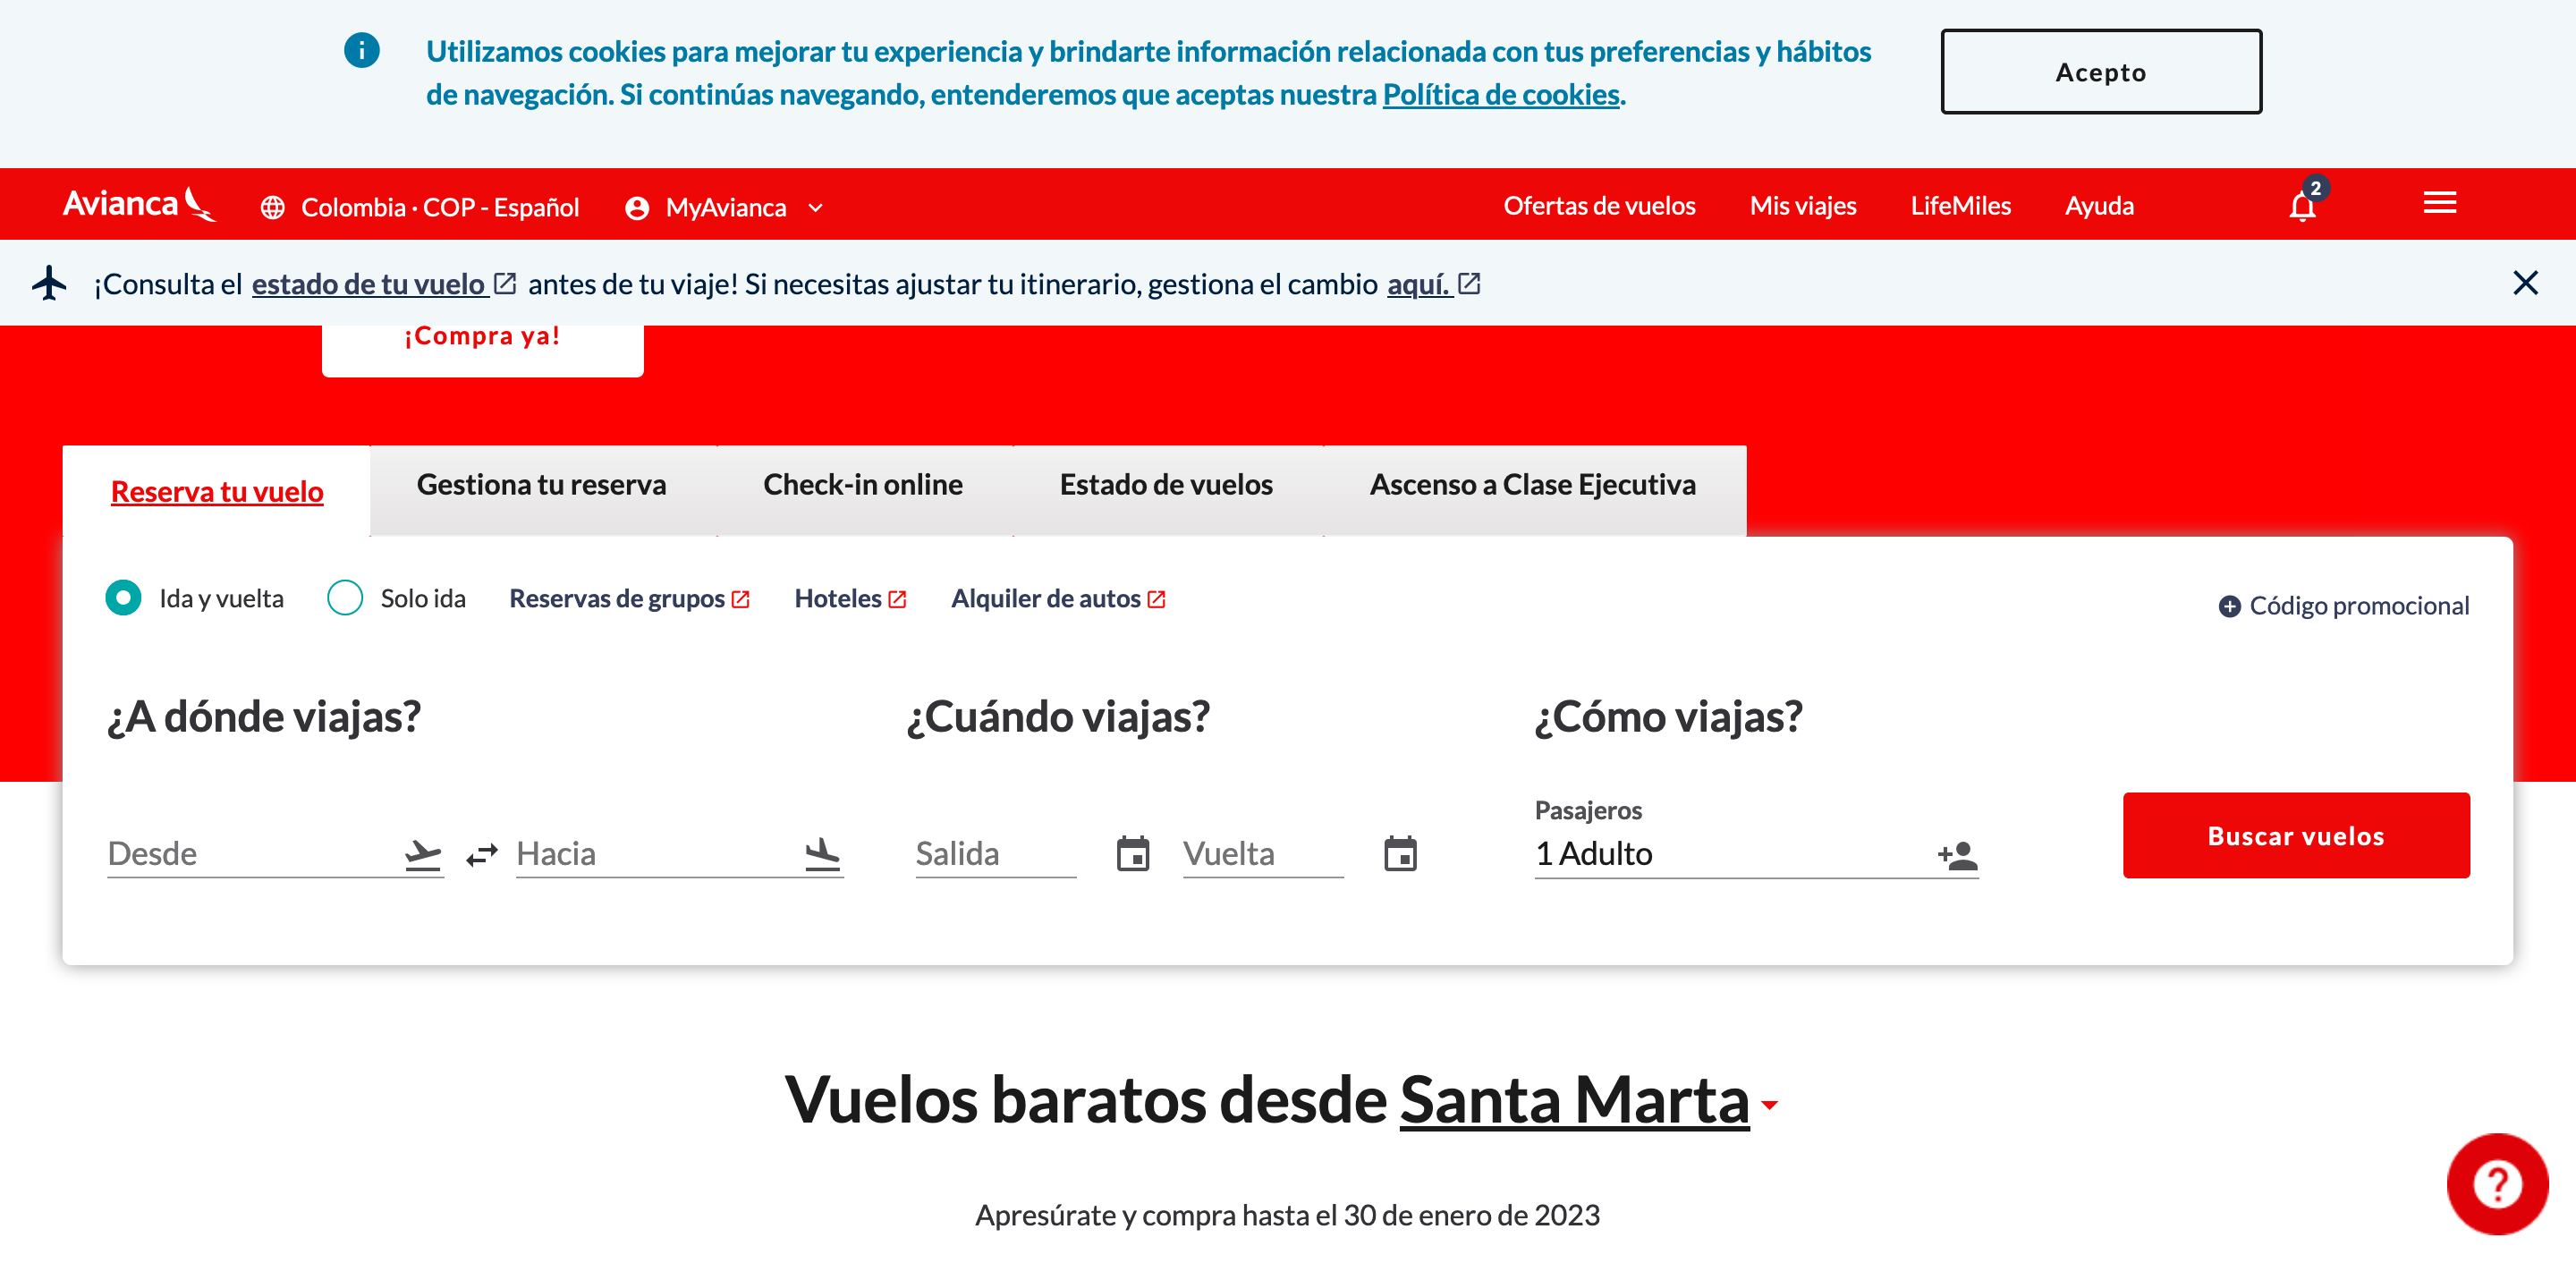 Utilizamos cookies para mejorar tu experiencia y brindarte información relacionada con tus preferencias y hábitos
de navegación. Si continúas navegando, entenderemos que aceptas nuestra Política de cookies.
Acepto
Avianca
Colombia · COP - Español
MyAvianca
Ofertas de vuelos
Mis viajes
LifeMiles
Ayuda
2
¡Consulta el estado de tu vuelo antes de tu viaje! Si necesitas ajustar tu itinerario, gestiona el cambio aquí.
¡Compra ya!
Reserva tu vuelo
Gestiona tu reserva
Check-in online
Estado de vuelos
Ascenso a Clase Ejecutiva
Ida y vuelta
Solo ida
Reservas de grupos
Hoteles
Alquiler de autos
Código promocional
¿A dónde viajas?
¿Cuándo viajas?
¿Cómo viajas?
Pasajeros
Desde
Hacia
Salida
Vuelta
1 Adulto
Buscar vuelos
Vuelos baratos desde Santa Marta
Apresúrate y compra hasta el 30 de enero de 2023
?